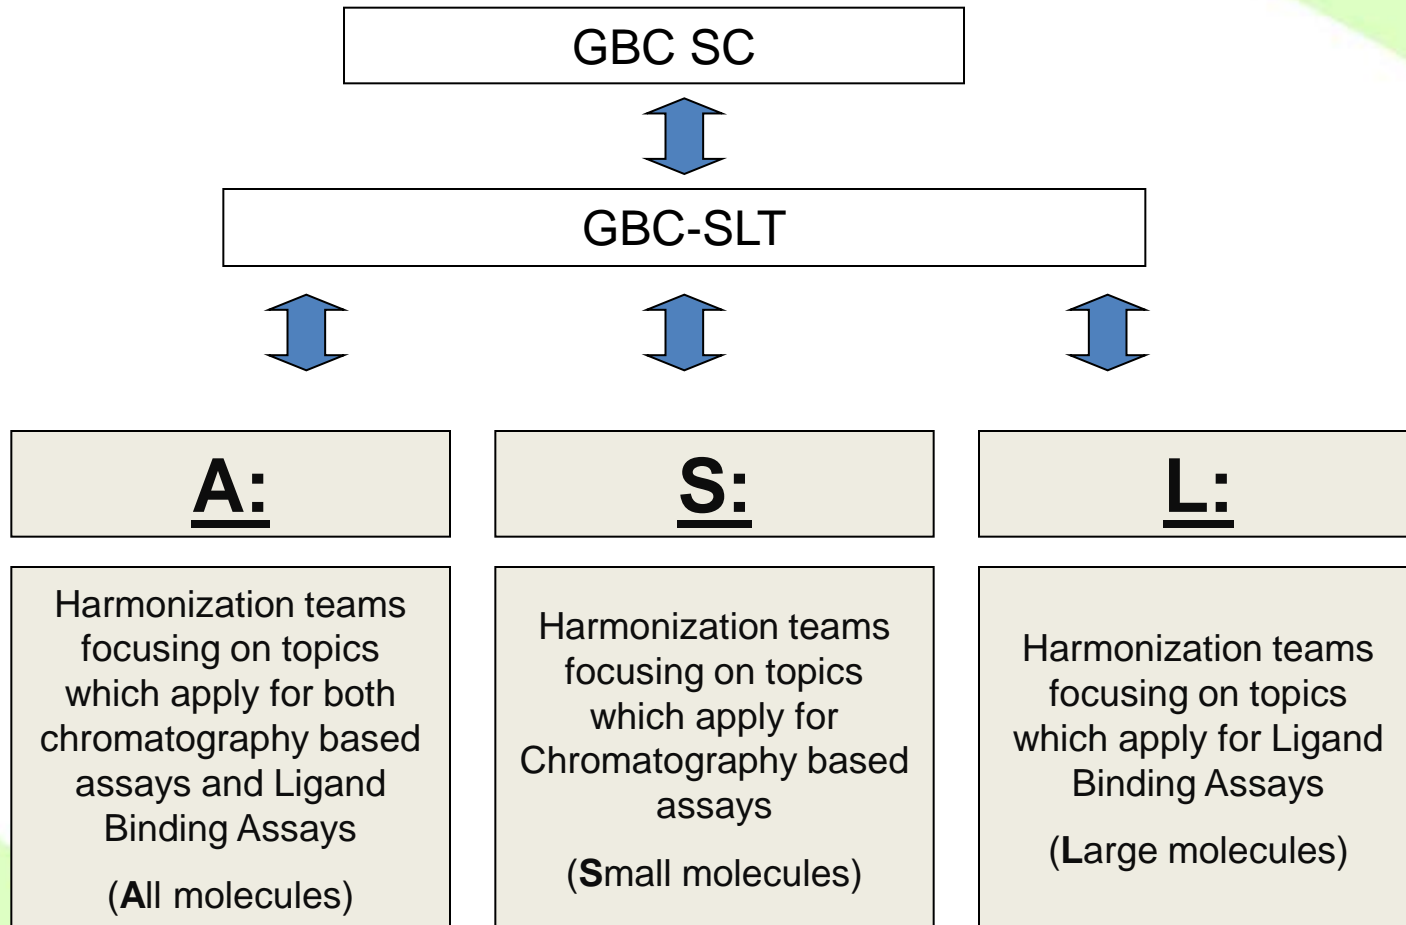 GBC SC
GBC-SLT
A:
S:
L:
Harmonization teams
focusing on topics
which apply for both
chromatography based
assays and Ligand
Binding Assays
(All molecules)
Harmonization teams
focusing on topics
which apply for
Chromatography based
assays
(Small molecules)
Harmonization teams
focusing on topics
which apply for Ligand
Binding Assays
(Large molecules)